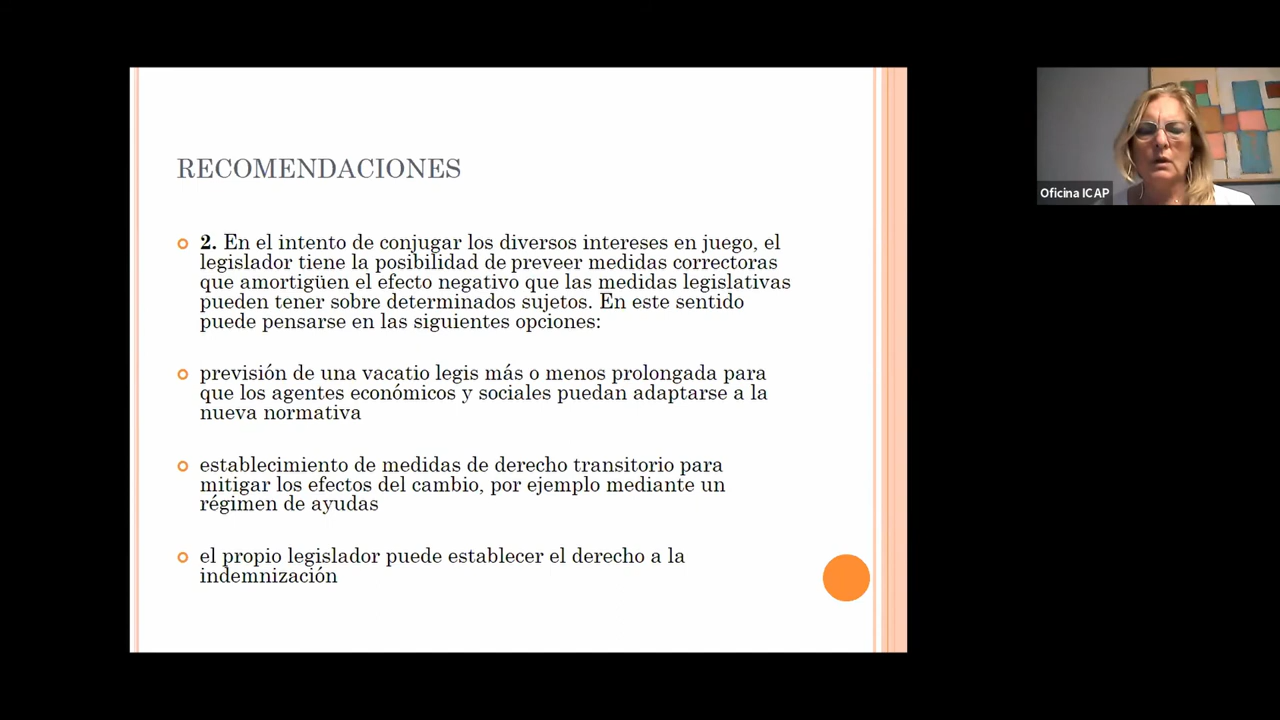 RECOMENDACIONES
2. En el intento de conjugar los diversos intereses en juego, el
legislador tiene la posibilidad de preveer medidas correctoras
que amortigüen el efecto negativo que las medidas legislativas
pueden tener sobre determinados sujetos. En este sentido
puede pensarse en las siguientes opciones:
previsión de una vacatio legis más o menos prolongada para
que los agentes económicos y sociales puedan adaptarse a la
nueva normativa
establecimiento de medidas de derecho transitorio para
mitigar los efectos del cambio, por ejemplo mediante un
régimen de ayudas
el propio legislador puede establecer el derecho a la
indemnización
Oficina ICAP